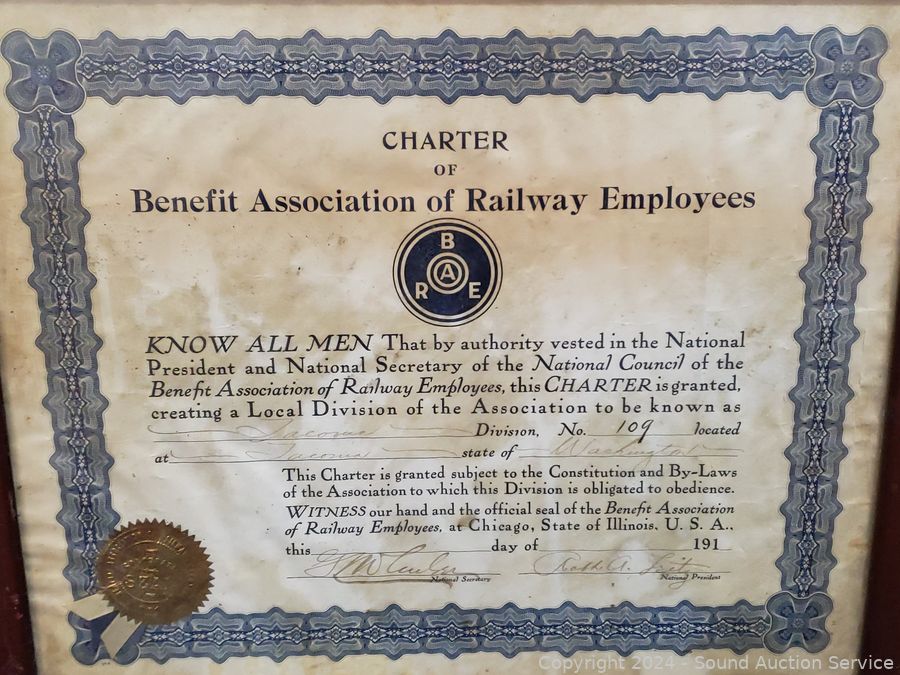 CHARTER
OF
Benefit Association of Railway Employees
B
A
R E
KNOW ALL MEN That by authority vested in the National
President and National Secretary of the National Council of the
Benefit Association of Railway Employees, this CHARTER is granted,
creating a Local Division of the Association to be known as
Tacoma Division, No. 109 located
at Tacoma state of Washington
This Charter is granted subject to the Constitution and By-Laws
of the Association to which this Division is obligated to obedience.
WITNESS our hand and the official seal of the Benefit Association
of Railway Employees, at Chicago, State of Illinois, U. S. A.,
this day of 191
National Secretary National President
Copyright 2024 - Sound Auction Service